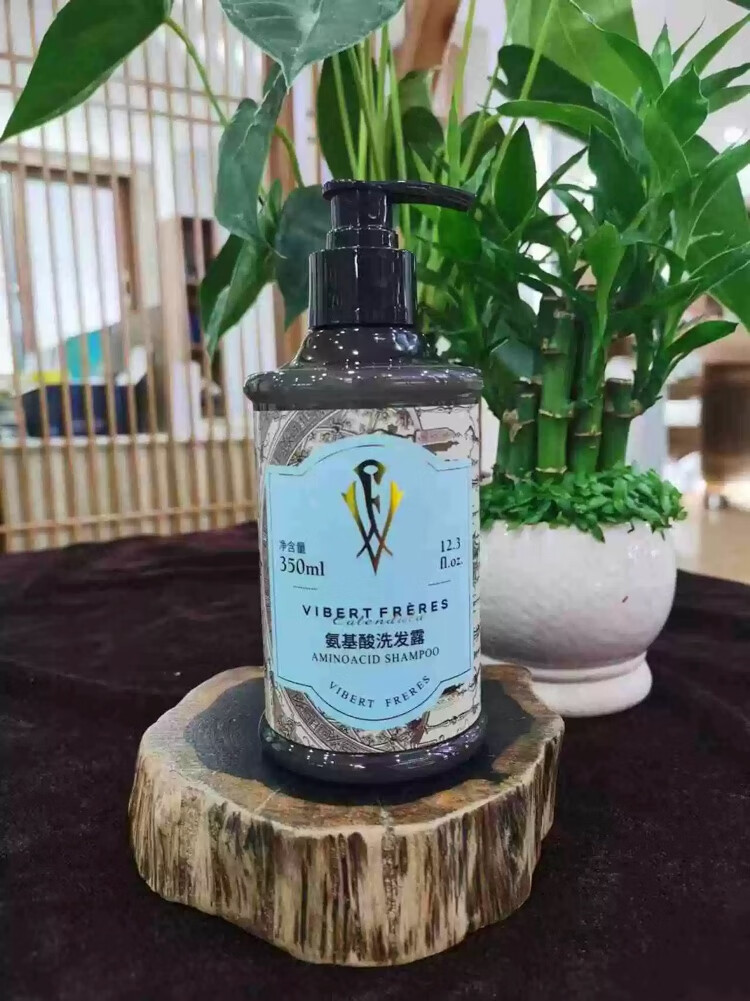 净含量
350ml
12.3
fl.oz.
VIBERT FRÈRES
Calendula
氨基酸洗发露
AMINOACID SHAMPOO
VIBERT FRERES